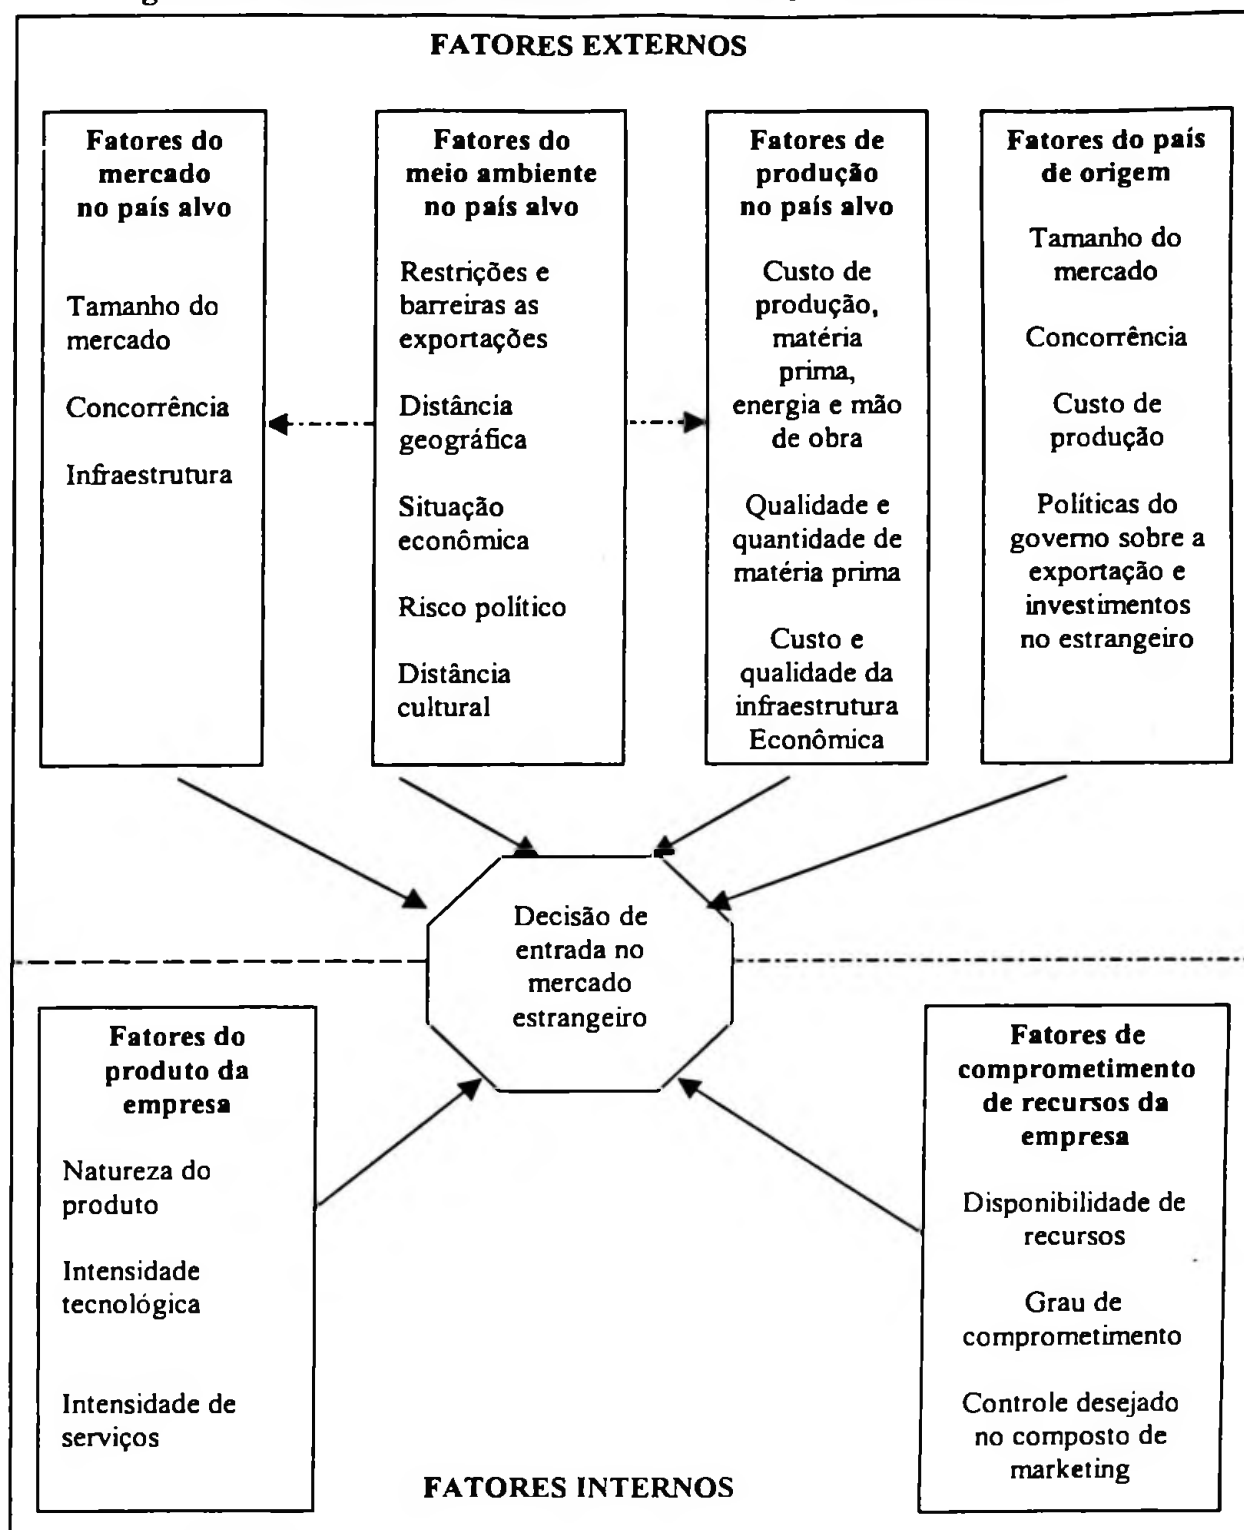 FATORES EXTERNOS
Fatores do
mercado
no país alvo
Tamanho do
mercado
Concorrência
Infraestrutura
Fatores do
meio ambiente
no país alvo
Restrições e
barreiras as
exportações
Distância
geográfica
Situação
econômica
Risco político
Distância
cultural
Fatores de
produção
no país alvo
Custo de
produção,
matéria
prima,
energia e mão
de obra
Qualidade e
quantidade de
matéria prima
Custo e
qualidade da
infraestrutura
Econômica
Fatores do país
de origem
Tamanho do
mercado
Concorrência
Custo de
produção
Políticas do
governo sobre a
exportação e
investimentos
no estrangeiro
Decisão de
entrada no
mercado
estrangeiro
Fatores do
produto da
empresa
Natureza do
produto
Intensidade
tecnológica
Intensidade de
serviços
Fatores de
comprometimento
de recursos da
empresa
Disponibilidade de
recursos
Grau de
comprometimento
Controle desejado
no composto de
marketing
FATORES INTERNOS